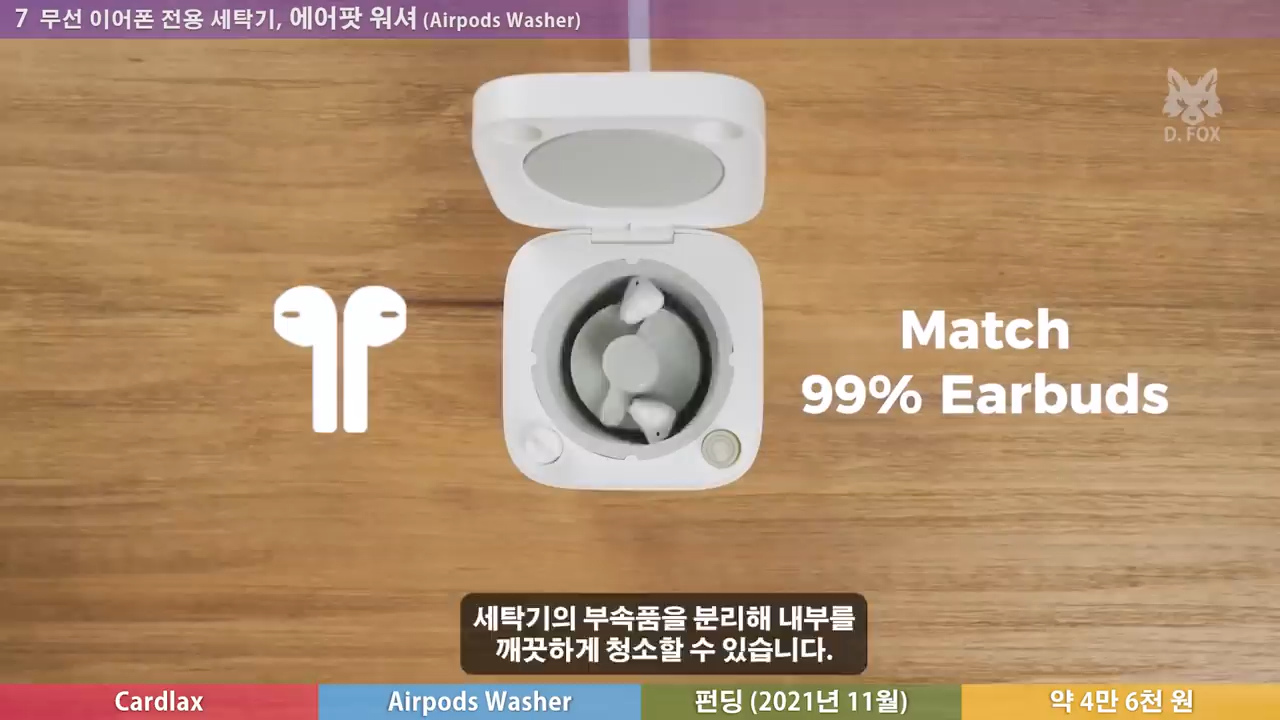 7 무선 이어폰 전용 세탁기, 에어팟 워셔 (Airpods Washer)
D. FOX
Match
99% Earbuds
세탁기의 부속품을 분리해 내부를
깨끗하게 청소할 수 있습니다.
Cardlax
Airpods Washer
펀딩 (2021년 11월)
약 4만 6천 원